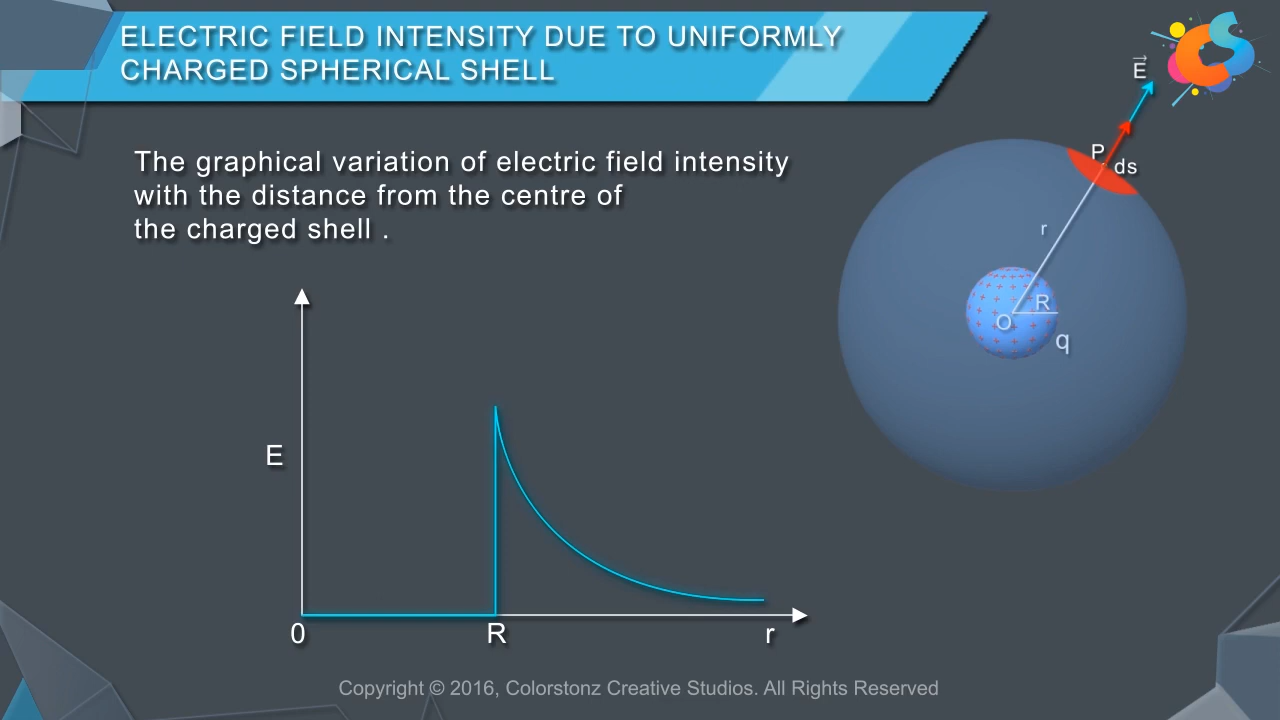 ELECTRIC FIELD INTENSITY DUE TO UNIFORMLY
CHARGED SPHERICAL SHELL
The graphical variation of electric field intensity
with the distance from the centre of
the charged shell .
E
0
R
r
E⃗
P
ds
r
R
O
q
Copyright © 2016, Colorstonz Creative Studios. All Rights Reserved